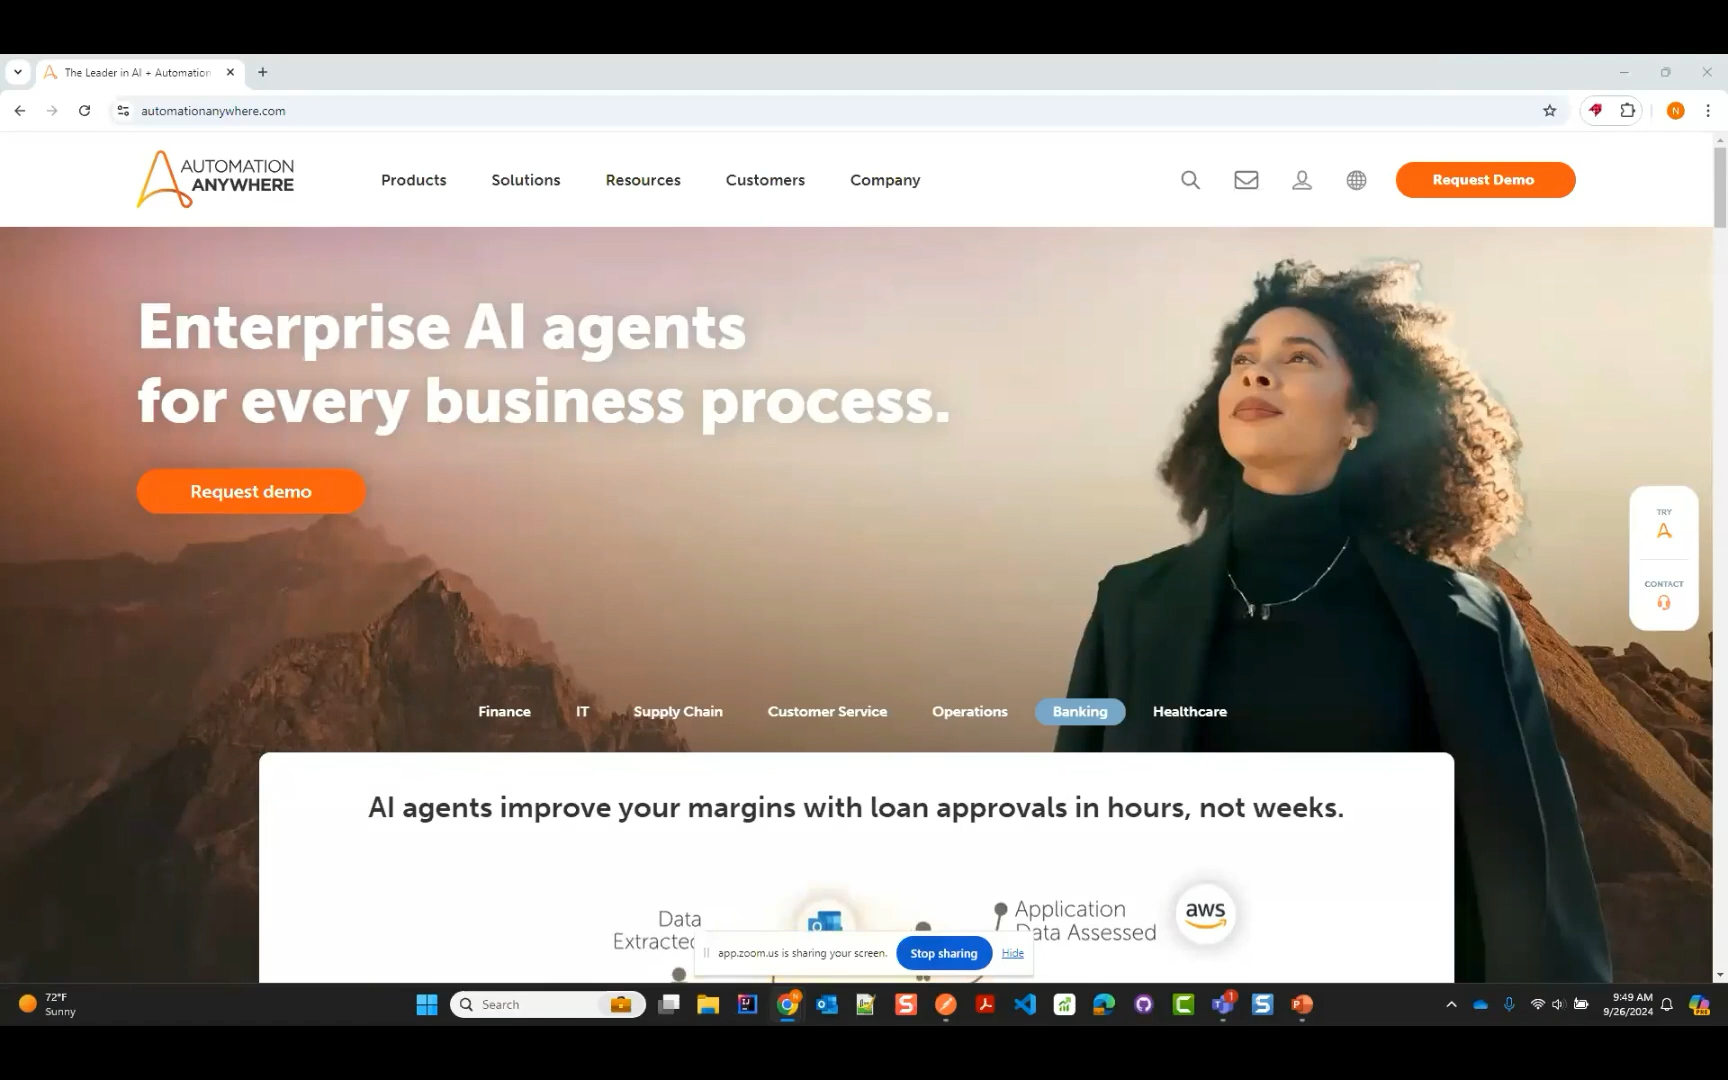 The Leader in AI + Automation
automationanywhere.com
N
AUTOMATION
ANYWHERE
Products
Solutions
Resources
Customers
Company
Request Demo
Enterprise AI agents
for every business process.
Request demo
TRY
CONTACT
Finance
IT
Supply Chain
Customer Service
Operations
Banking
Healthcare
AI agents improve your margins with loan approvals in hours, not weeks.
Data
Extracted
Application
Data Assessed
aws
app.zoom.us is sharing your screen.
Stop sharing
Hide
72°F
Sunny
Search
9:49 AM
9/26/2024